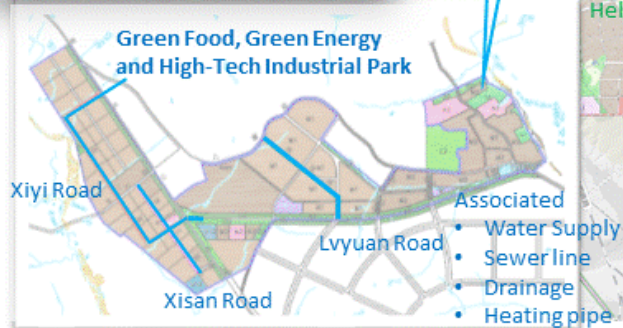 Heb
Green Food, Green Energy
and High-Tech Industrial Park
Xiyi Road
Lvyuan Road
Xisan Road
Associated
• Water Supply
• Sewer line
• Drainage
• Heating pipe